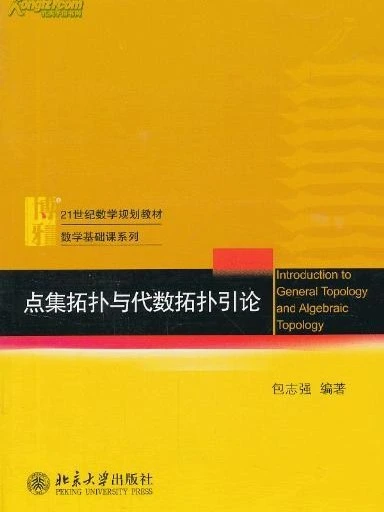 Kongfz.com
21世纪数学规划教材
数学基础课系列
点集拓扑与代数拓扑引论
Introduction to
General Topology
and Algebraic
Topology
包志强 编著
北京大学出版社
PEKING UNIVERSITY PRESS